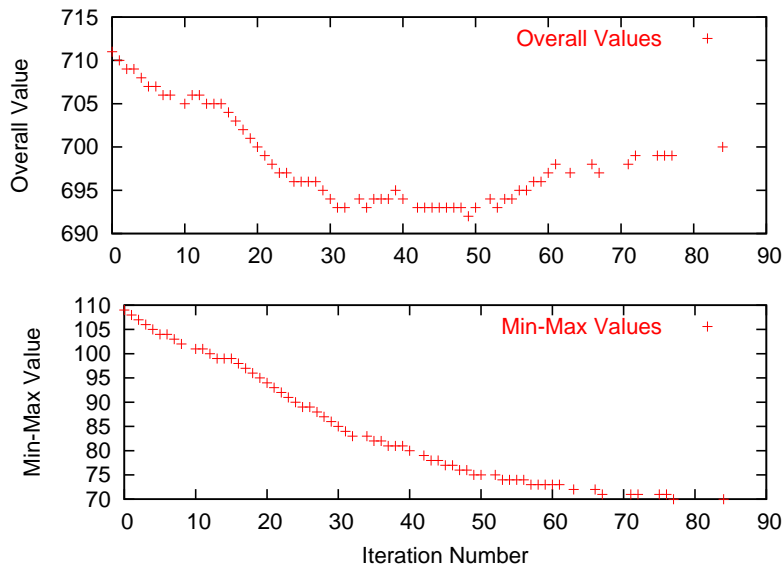 715
710
705
700
695
690
Overall Value
Overall Values
0 10 20 30 40 50 60 70 80 90
110
105
100
95
90
85
80
75
70
Min-Max Value
Min-Max Values
0 10 20 30 40 50 60 70 80 90
Iteration Number